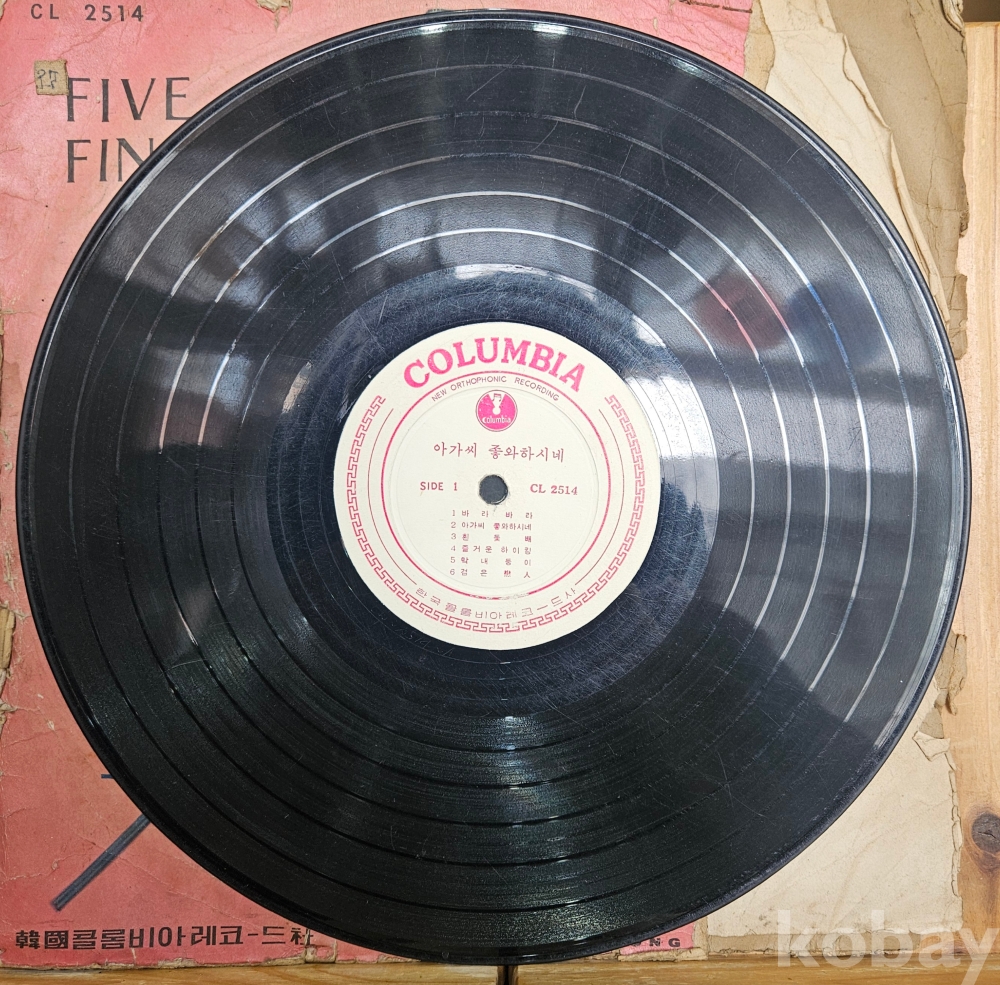 CL 2514
FIVE
FIN
COLUMBIA
NEW ORTHOPHONIC RECORDING
Columbia
아가씨 좋와하시네
SIDE 1 CL 2514
1 바라바라
2 아가씨 좋와하시네
3 흰돛배
4 즐거운 하이킹
5 막내둥이
6 검은 戀人
한국콜롬비아레코-드사
韓國콜롬비아레코-드社
NG
kobay